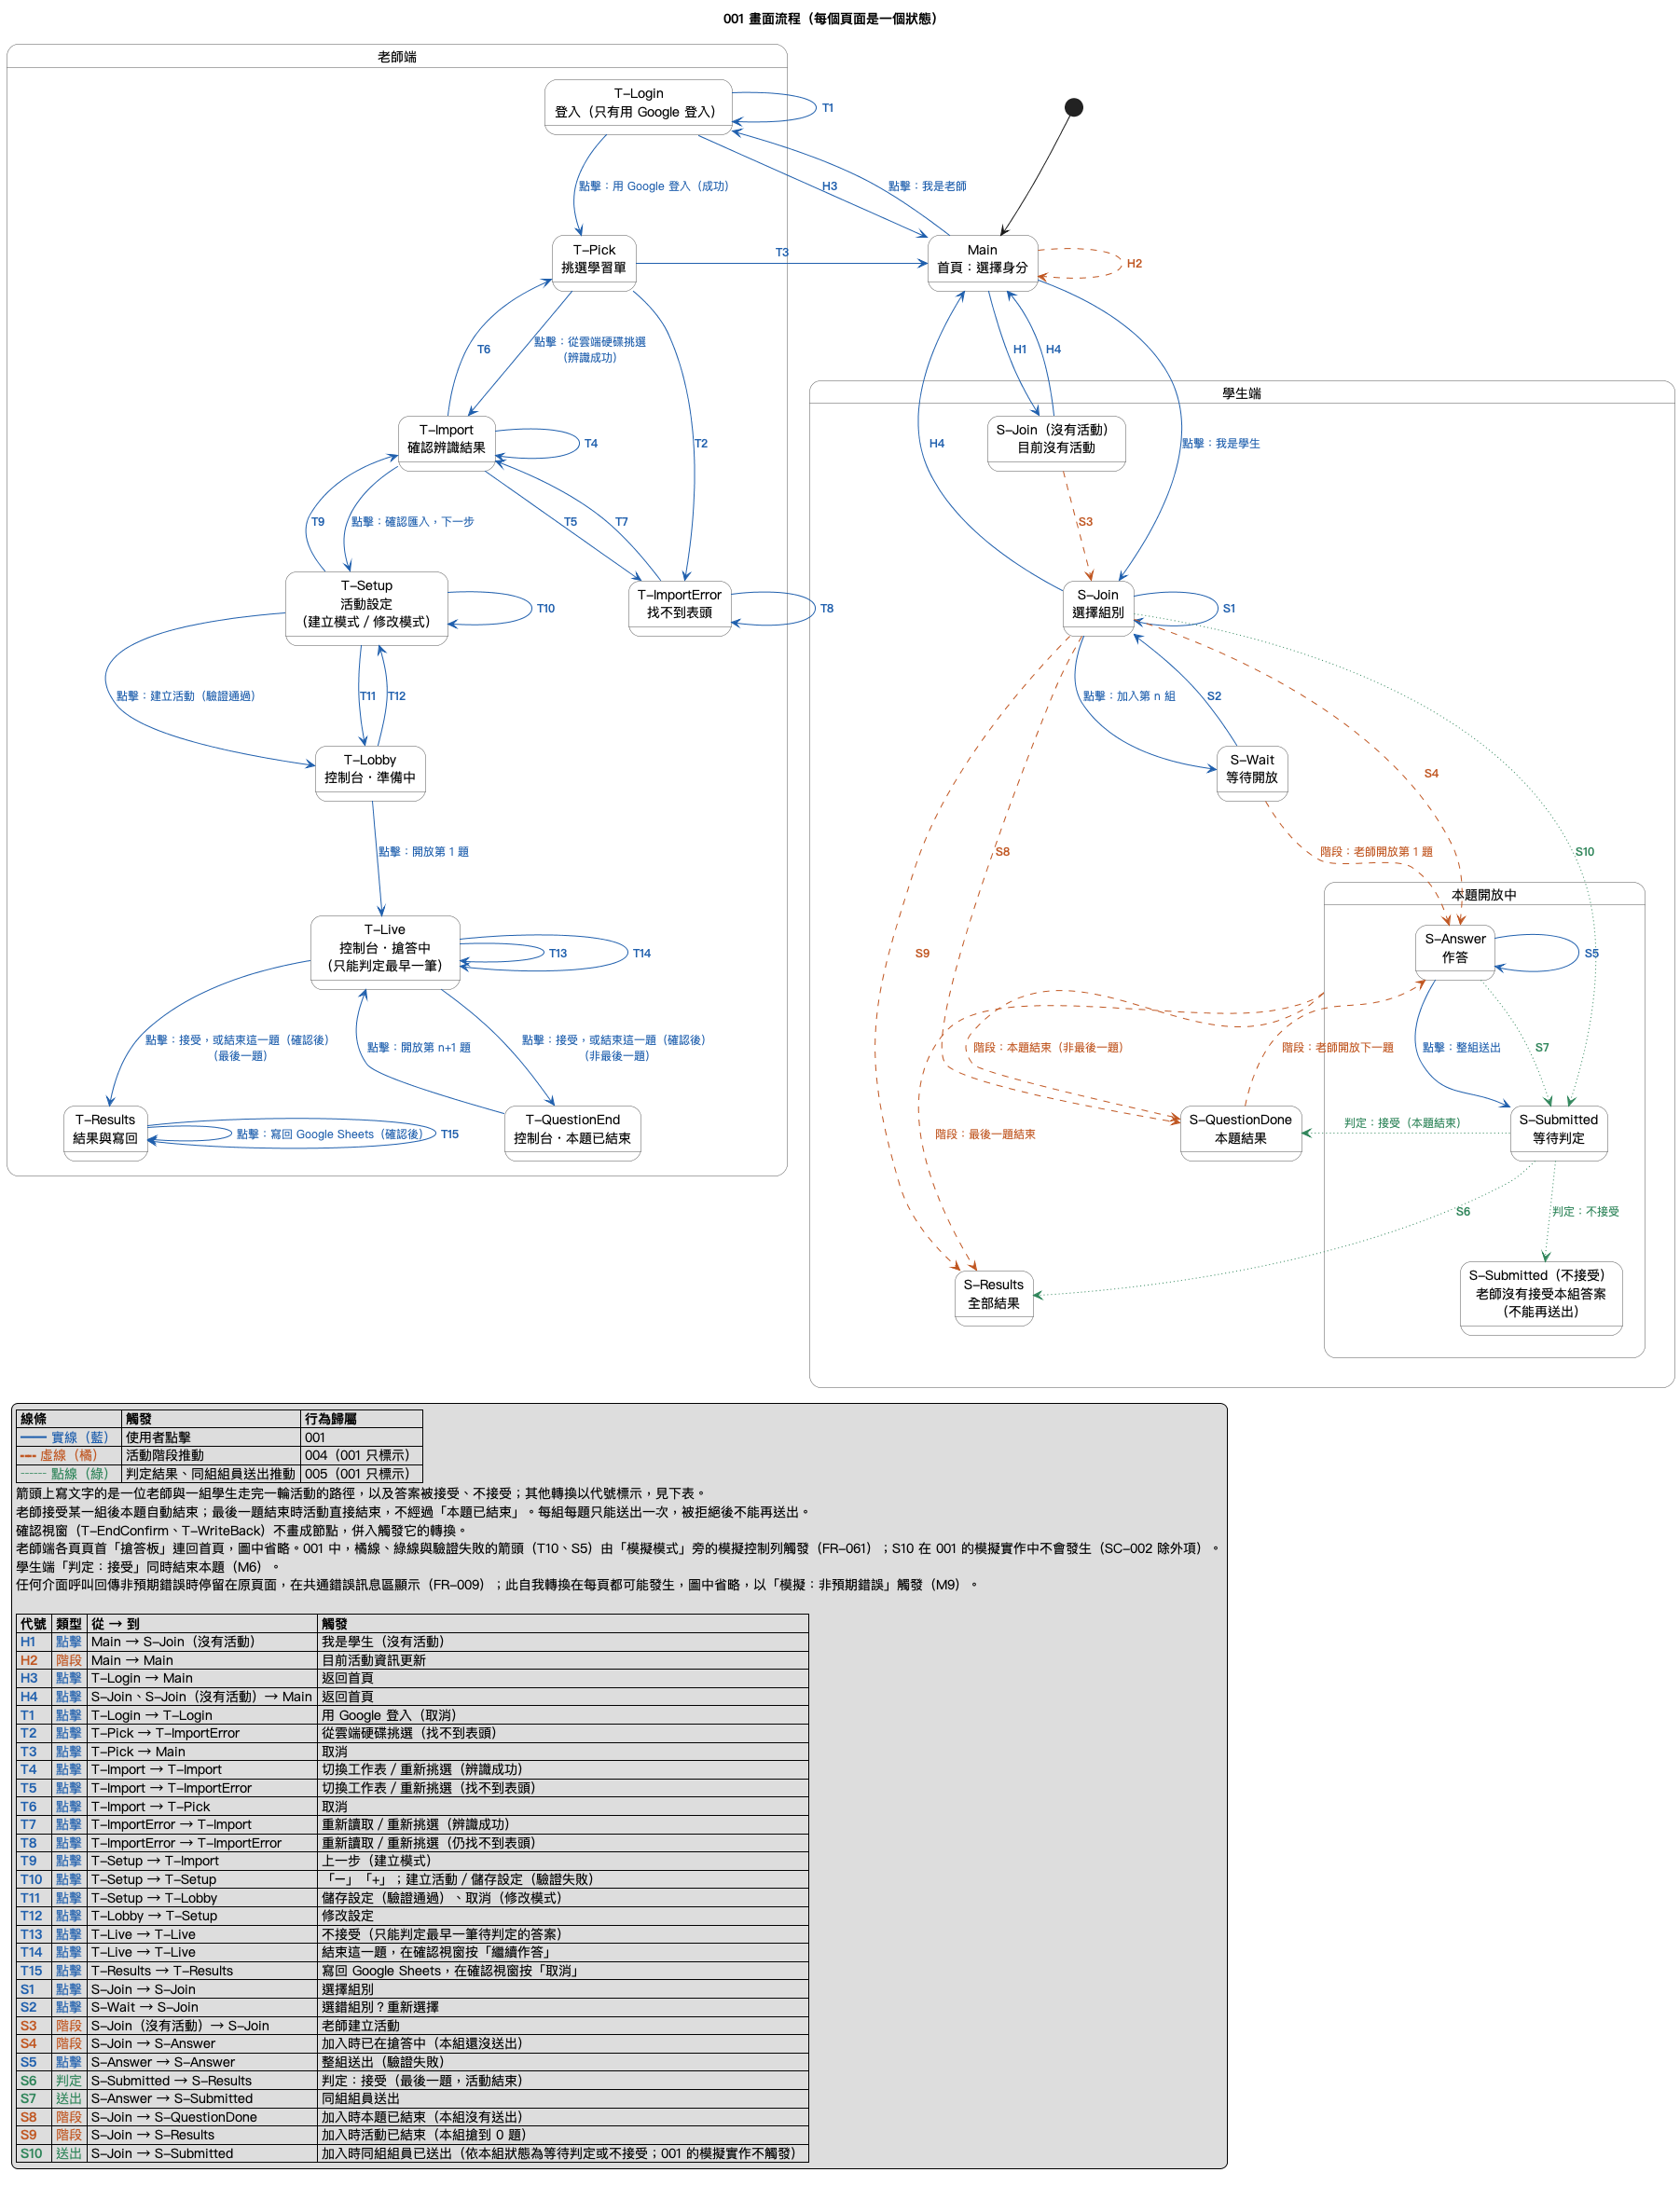 001 畫面流程（每個頁面是一個狀態）
老師端
T-Login
登入（只有用 Google 登入）
T1
點擊：用 Google 登入（成功）
H3
點擊：我是老師
T-Pick
挑選學習單
T3
Main
首頁：選擇身分
H2
T6
點擊：從雲端硬碟挑選
（辨識成功）
H1
H4
學生端
T-Import
確認辨識結果
T4
T2
H4
S-Join（沒有活動）
目前沒有活動
點擊：我是學生
T9
點擊：確認匯入，下一步
T5
T7
S3
T-Setup
活動設定
（建立模式 / 修改模式）
T10
T-ImportError
找不到表頭
T8
S-Join
選擇組別
S1
點擊：建立活動（驗證通過）
T11
T12
點擊：加入第 n 組
S2
T-Lobby
控制台・準備中
S-Wait
等待開放
S4
點擊：開放第 1 題
S8
階段：老師開放第 1 題
S10
本題開放中
T-Live
控制台・搶答中
（只能判定最早一筆）
T13
T14
S9
S-Answer
作答
S5
點擊：接受，或結束這一題（確認後）
（最後一題）
點擊：開放第 n+1 題
點擊：接受，或結束這一題（確認後）
（非最後一題）
階段：本題結束（非最後一題）
階段：老師開放下一題
點擊：整組送出
S7
T-Results
結果與寫回
點擊：寫回 Google Sheets（確認後）
T15
T-QuestionEnd
控制台・本題已結束
階段：最後一題結束
S-QuestionDone
本題結果
判定：接受（本題結束）
S-Submitted
等待判定
S6
判定：不接受
S-Results
全部結果
S-Submitted（不接受）
老師沒有接受本組答案
（不能再送出）
線條 觸發 行為歸屬
實線（藍） 使用者點擊 001
虛線（橘） 活動階段推動 004（001 只標示）
點線（綠） 判定結果、同組組員送出推動 005（001 只標示）
箭頭上寫文字的是一位老師與一組學生走完一輪活動的路徑，以及答案被接受、不接受；其他轉換以代號標示，見下表。
老師接受某一組後本題自動結束；最後一題結束時活動直接結束，不經過「本題已結束」。每組每題只能送出一次，被拒絕後不能再送出。
確認視窗（T-EndConfirm、T-WriteBack）不畫成節點，併入觸發它的轉換。
老師端各頁頁首「搶答板」連回首頁，圖中省略。001 中，橘線、綠線與驗證失敗的箭頭（T10、S5）由「模擬模式」旁的模擬控制列觸發（FR-061）；S10 在 001 的模擬實作中不會發生（SC-002 除外項）。
學生端「判定：接受」同時結束本題（M6）。
任何介面呼叫回傳非預期錯誤時停留在原頁面，在共通錯誤訊息區顯示（FR-009）；此自我轉換在每頁都可能發生，圖中省略，以「模擬：非預期錯誤」觸發（M9）。
代號 類型 從 → 到 觸發
H1 點擊 Main → S-Join（沒有活動） 我是學生（沒有活動）
H2 階段 Main → Main 目前活動資訊更新
H3 點擊 T-Login → Main 返回首頁
H4 點擊 S-Join、S-Join（沒有活動）→ Main 返回首頁
T1 點擊 T-Login → T-Login 用 Google 登入（取消）
T2 點擊 T-Pick → T-ImportError 從雲端硬碟挑選（找不到表頭）
T3 點擊 T-Pick → Main 取消
T4 點擊 T-Import → T-Import 切換工作表 / 重新挑選（辨識成功）
T5 點擊 T-Import → T-ImportError 切換工作表 / 重新挑選（找不到表頭）
T6 點擊 T-Import → T-Pick 取消
T7 點擊 T-ImportError → T-Import 重新讀取 / 重新挑選（辨識成功）
T8 點擊 T-ImportError → T-ImportError 重新讀取 / 重新挑選（仍找不到表頭）
T9 點擊 T-Setup → T-Import 上一步（建立模式）
T10 點擊 T-Setup → T-Setup 「−」「+」；建立活動 / 儲存設定（驗證失敗）
T11 點擊 T-Setup → T-Lobby 儲存設定（驗證通過）、取消（修改模式）
T12 點擊 T-Lobby → T-Setup 修改設定
T13 點擊 T-Live → T-Live 不接受（只能判定最早一筆待判定的答案）
T14 點擊 T-Live → T-Live 結束這一題，在確認視窗按「繼續作答」
T15 點擊 T-Results → T-Results 寫回 Google Sheets，在確認視窗按「取消」
S1 點擊 S-Join → S-Join 選擇組別
S2 點擊 S-Wait → S-Join 選錯組別？重新選擇
S3 階段 S-Join（沒有活動）→ S-Join 老師建立活動
S4 階段 S-Join → S-Answer 加入時已在搶答中（本組還沒送出）
S5 點擊 S-Answer → S-Answer 整組送出（驗證失敗）
S6 判定 S-Submitted → S-Results 判定：接受（最後一題，活動結束）
S7 送出 S-Answer → S-Submitted 同組組員送出
S8 階段 S-Join → S-QuestionDone 加入時本題已結束（本組沒有送出）
S9 階段 S-Join → S-Results 加入時活動已結束（本組搶到 0 題）
S10 送出 S-Join → S-Submitted 加入時同組組員已送出（依本組狀態為等待判定或不接受；001 的模擬實作不觸發）